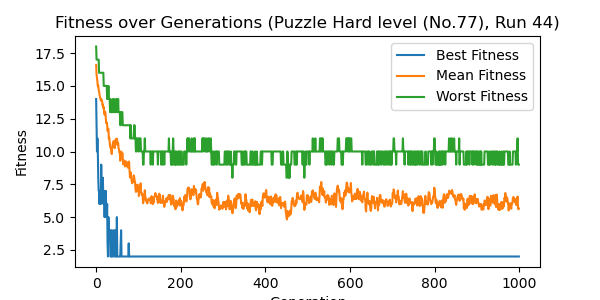 Fitness over Generations (Puzzle Hard level (No.77), Run 44)
Fitness
17.5
15.0
12.5
10.0
7.5
5.0
2.5
Best Fitness
Mean Fitness
Worst Fitness
0 200 400 600 800 1000
Generation